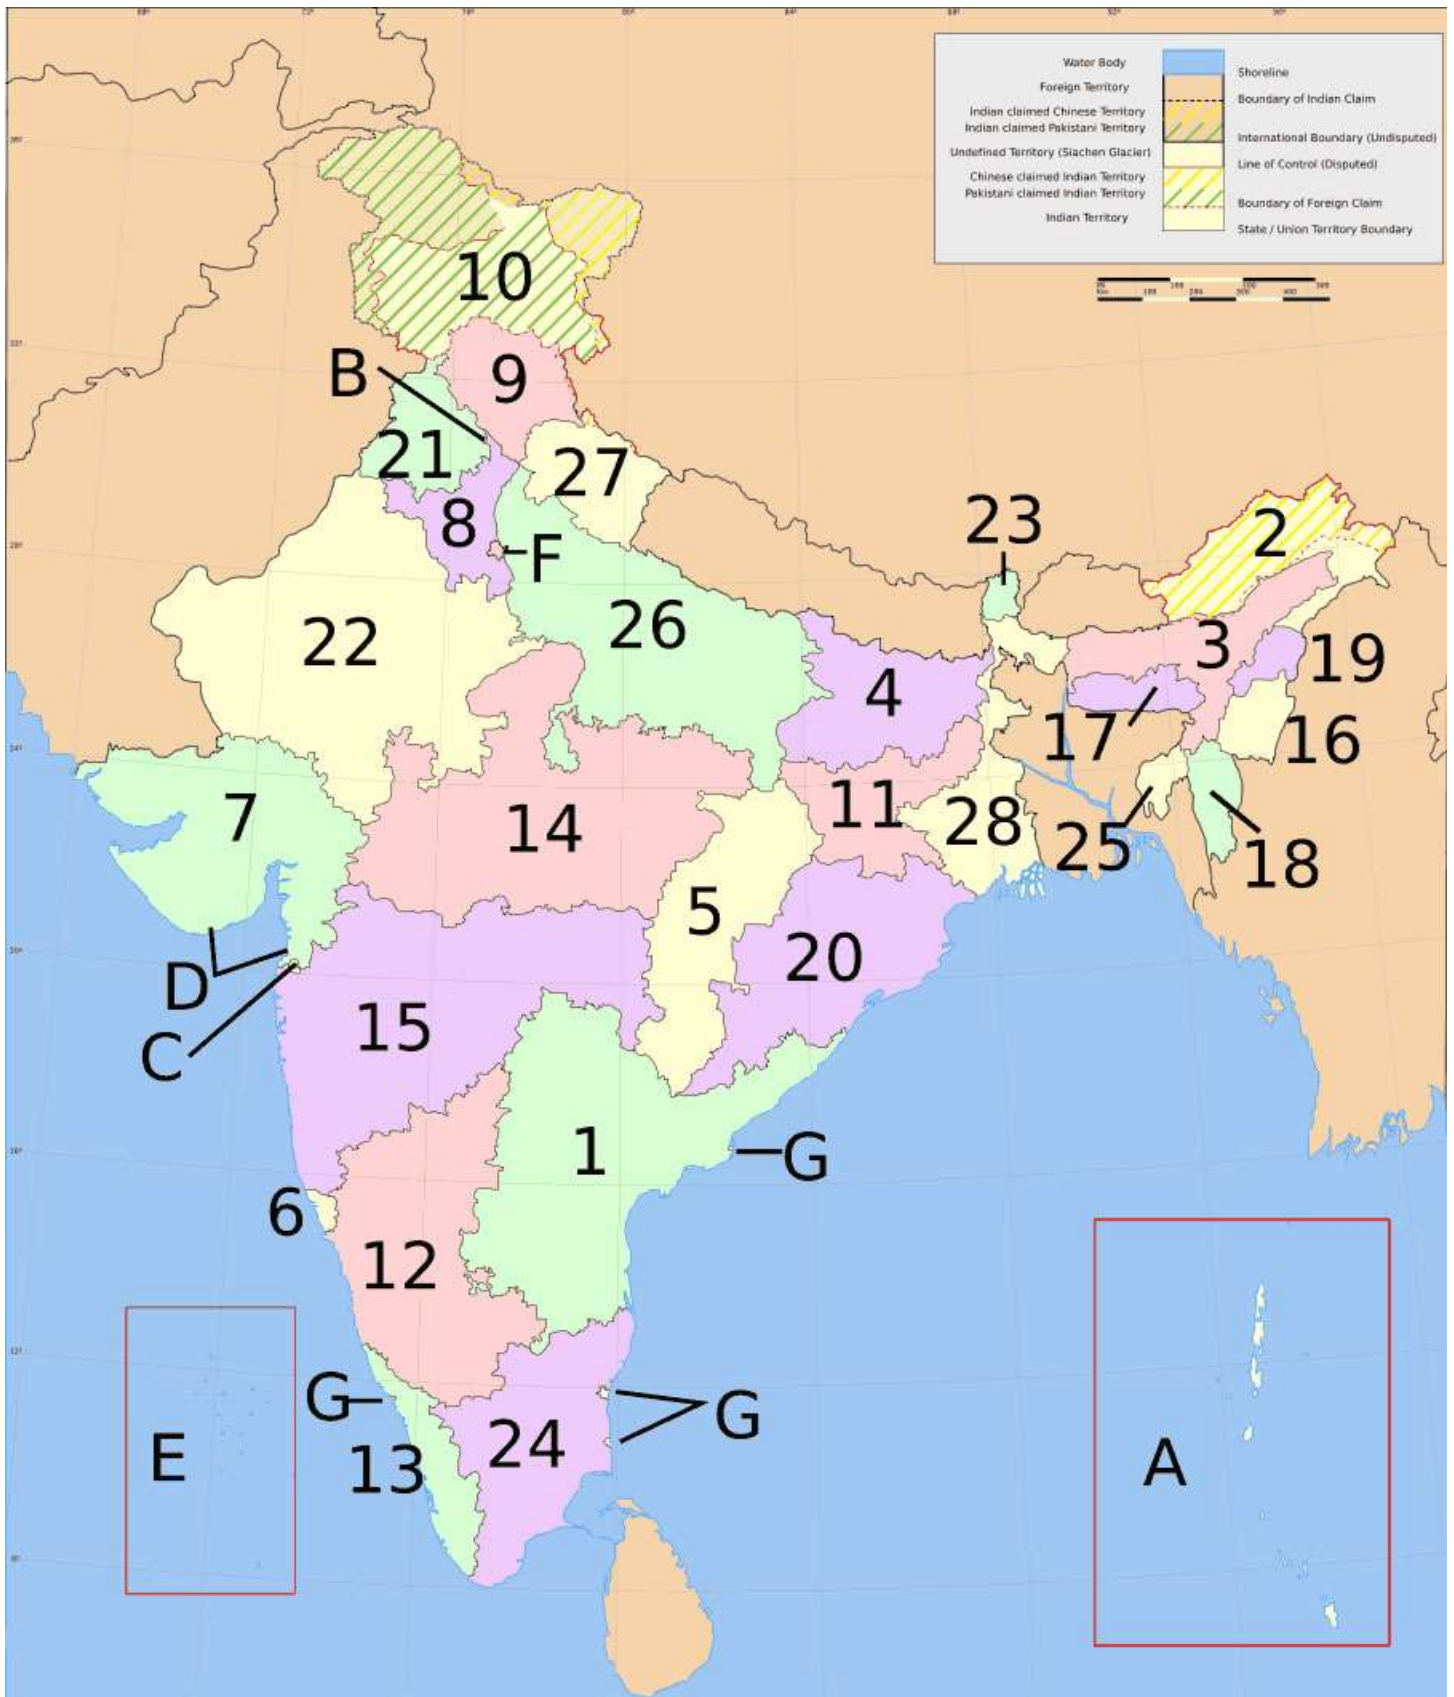 Water Body
Shoreline
Foreign Territory
Boundary of Indian Claim
Indian claimed Chinese Territory
Indian claimed Pakistani Territory
International Boundary (Undisputed)
Undefined Territory (Siachen Glacier)
Line of Control (Disputed)
Chinese claimed Indian Territory
Pakistani claimed Indian Territory
Boundary of Foreign Claim
Indian Territory
State / Union Territory Boundary
10
B
9
21
27
8
F
23
2
22
26
3
19
4
17
16
7
14
11
28
25
18
5
20
D
C
15
1
G
6
12
G
G
E
13
24
A